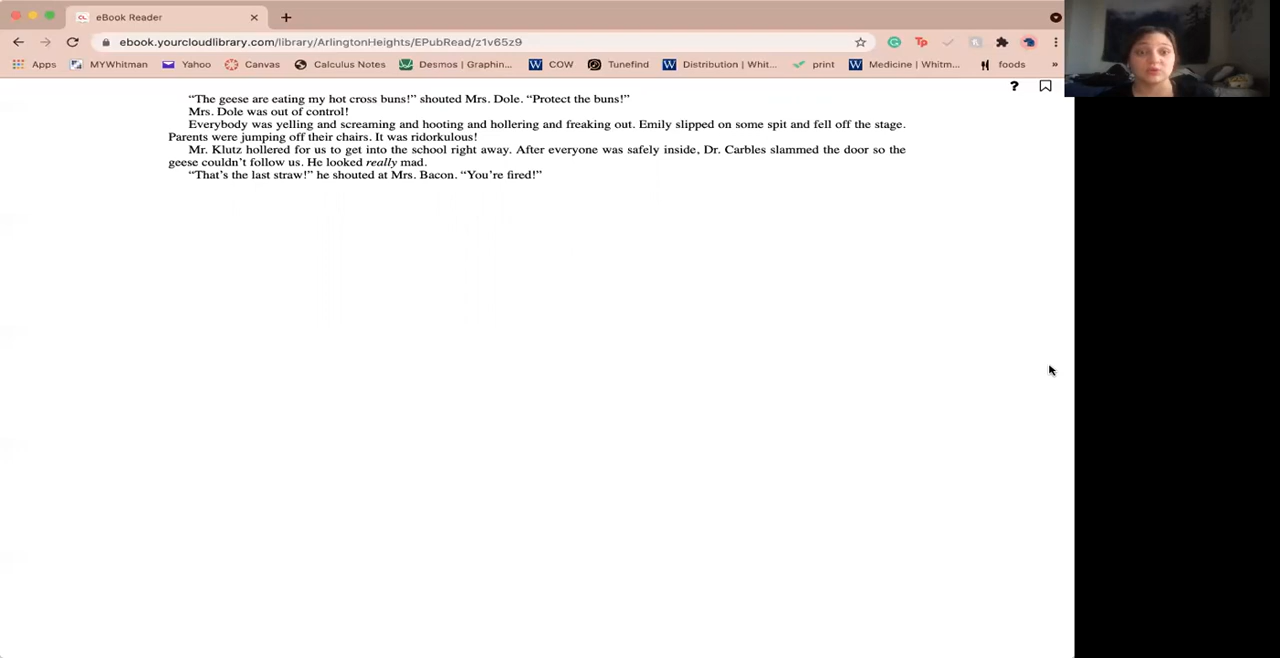 eBook Reader
ebook.yourcloudlibrary.com/library/ArlingtonHeights/EPubRead/z1v65z9
Apps MYWhitman Yahoo Canvas Calculus Notes Desmos | Graphin... COW Tunefind Distribution | Whit... print Medicine | Whitm... foods »
“The geese are eating my hot cross buns!” shouted Mrs. Dole. “Protect the buns!”
Mrs. Dole was out of control!
Everybody was yelling and screaming and hooting and hollering and freaking out. Emily slipped on some spit and fell off the stage.
Parents were jumping off their chairs. It was ridorkulous!
Mr. Klutz hollered for us to get into the school right away. After everyone was safely inside, Dr. Carbles slammed the door so the
geese couldn’t follow us. He looked really mad.
“That’s the last straw!” he shouted at Mrs. Bacon. “You’re fired!”